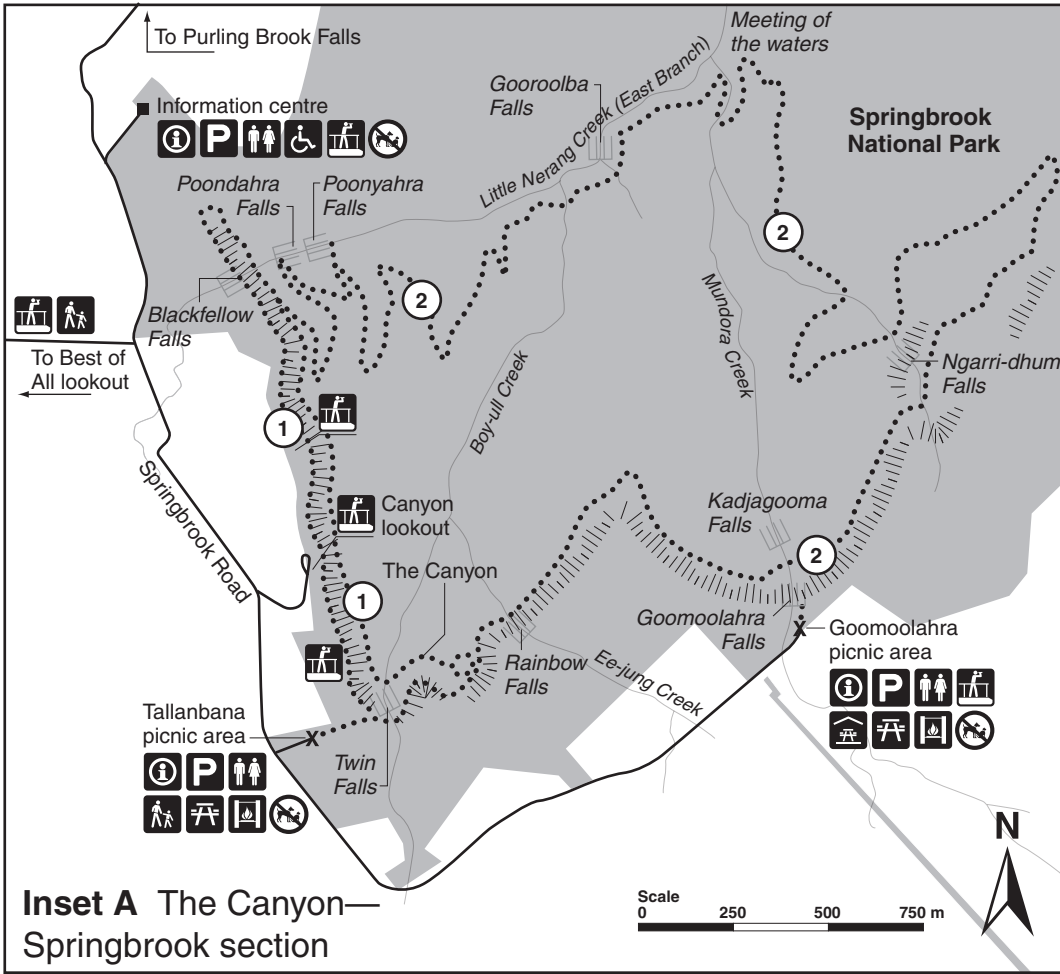 To Purling Brook Falls
Meeting of
the waters
Information centre
i P
Gooroolba
Falls
Little Nerang Creek (East Branch)
Springbrook
National Park
Poondahra
Falls
Poonyahra
Falls
2
2
Blackfellow
Falls
To Best of
All lookout
Mundora Creek
Ngarri-dhum
Falls
Boy-ull Creek
1
Springbrook Road
Canyon
lookout
Kadjagooma
Falls
2
The Canyon
1
Goomoolahra
Falls
Goomoolahra
picnic area
X
i P
Rainbow
Falls
Ee-jung Creek
Tallanbana
picnic area
X
i P
Twin
Falls
N
Inset A The Canyon—
Springbrook section
Scale
0 250 500 750 m